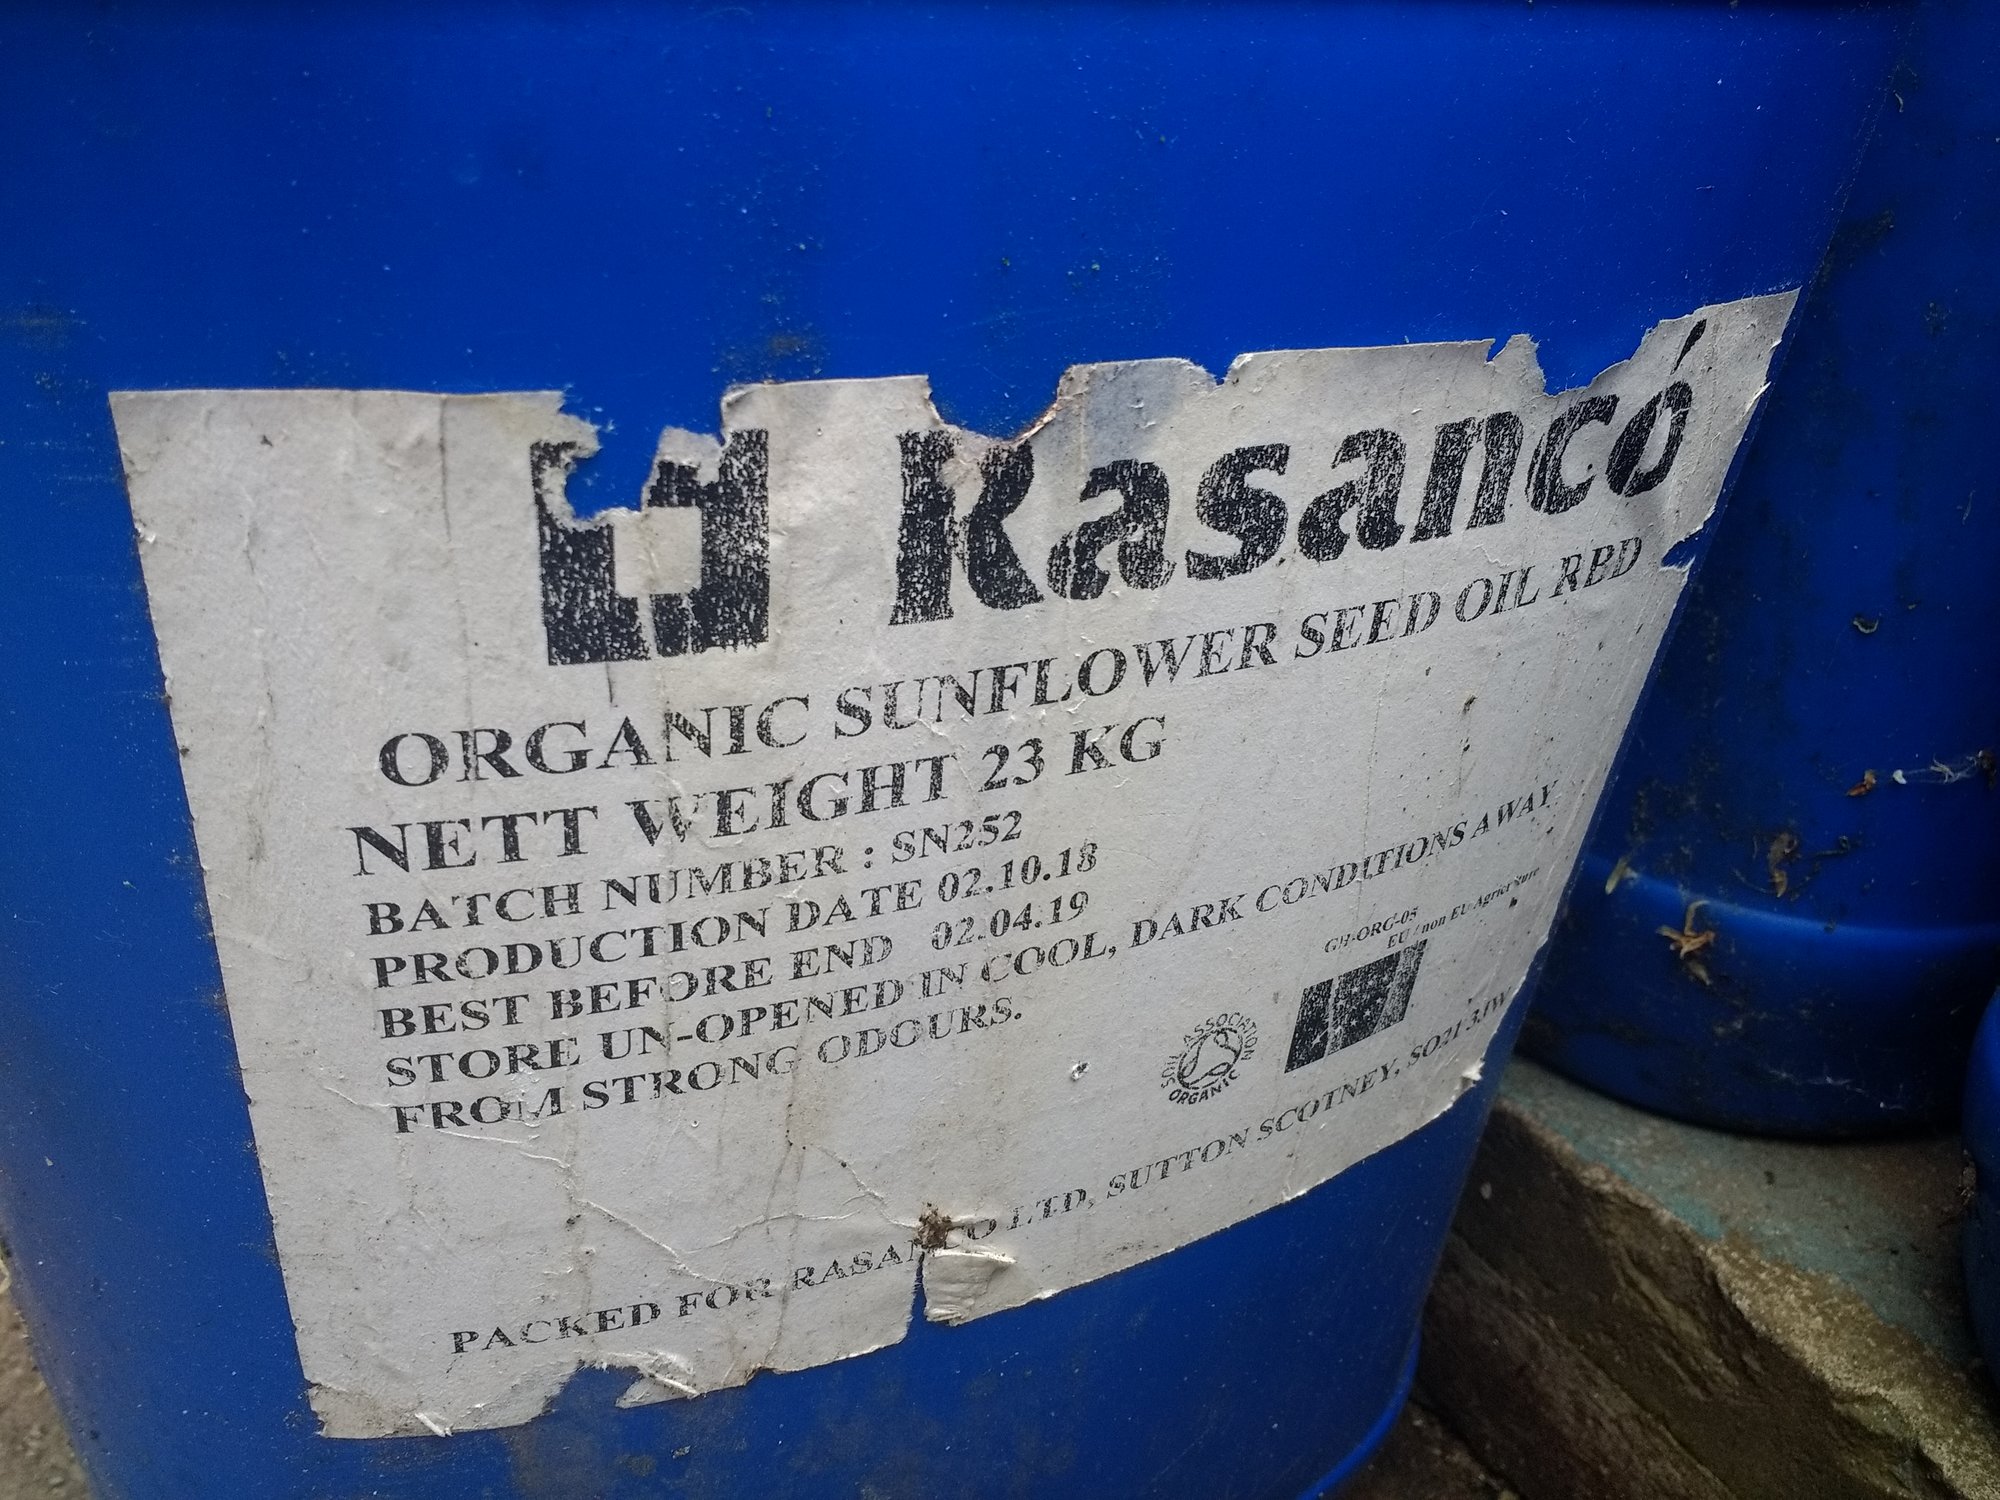 Rasancó
ORGANIC SUNFLOWER SEED OIL RBD
NETT WEIGHT 23 KG
BATCH NUMBER : SN252
PRODUCTION DATE 02.10.18
BEST BEFORE END 02.04.19
STORE UN-OPENED IN COOL, DARK CONDITIONS AWAY
FROM STRONG ODOURS.
GB-ORG-05
EU / non EU Agriculture
SOIL ASSOCIATION
ORGANIC
PACKED FOR RASANCO LTD, SUTTON SCOTNEY, SO21 3JW